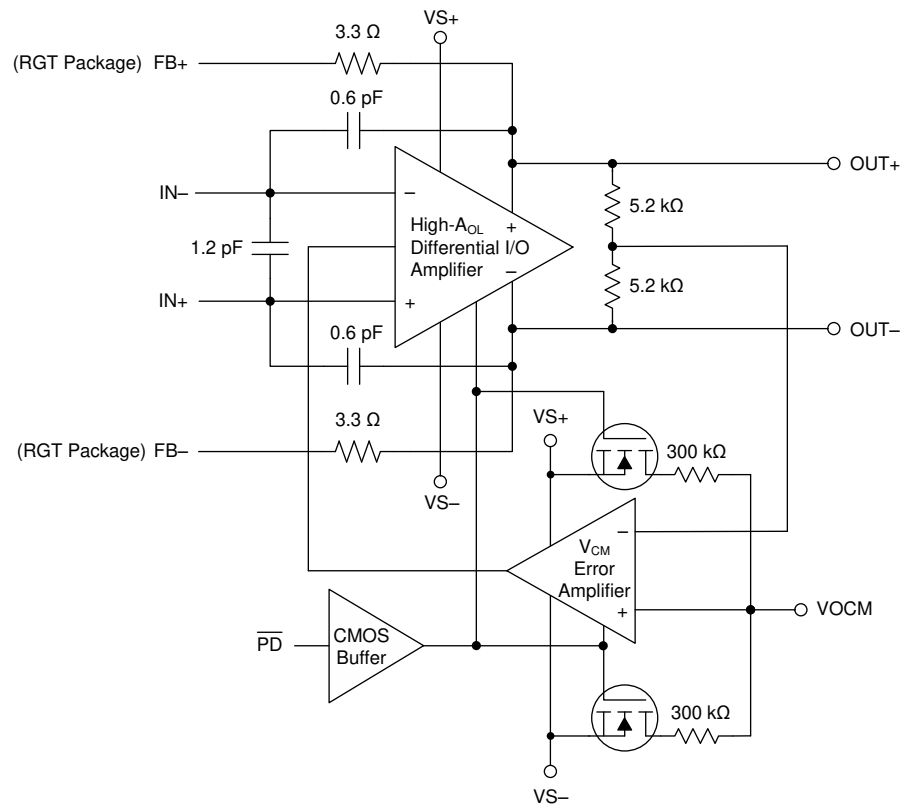 VS+
3.3 Ω
(RGT Package) FB+
0.6 pF
OUT+
IN–
–
5.2 kΩ
High-AOL
Differential I/O
Amplifier
+
–
1.2 pF
5.2 kΩ
IN+
+
0.6 pF
OUT–
3.3 Ω
VS+
(RGT Package) FB–
300 kΩ
VS–
–
VCM
Error
Amplifier
+
VOCM
PD
CMOS
Buffer
300 kΩ
VS–